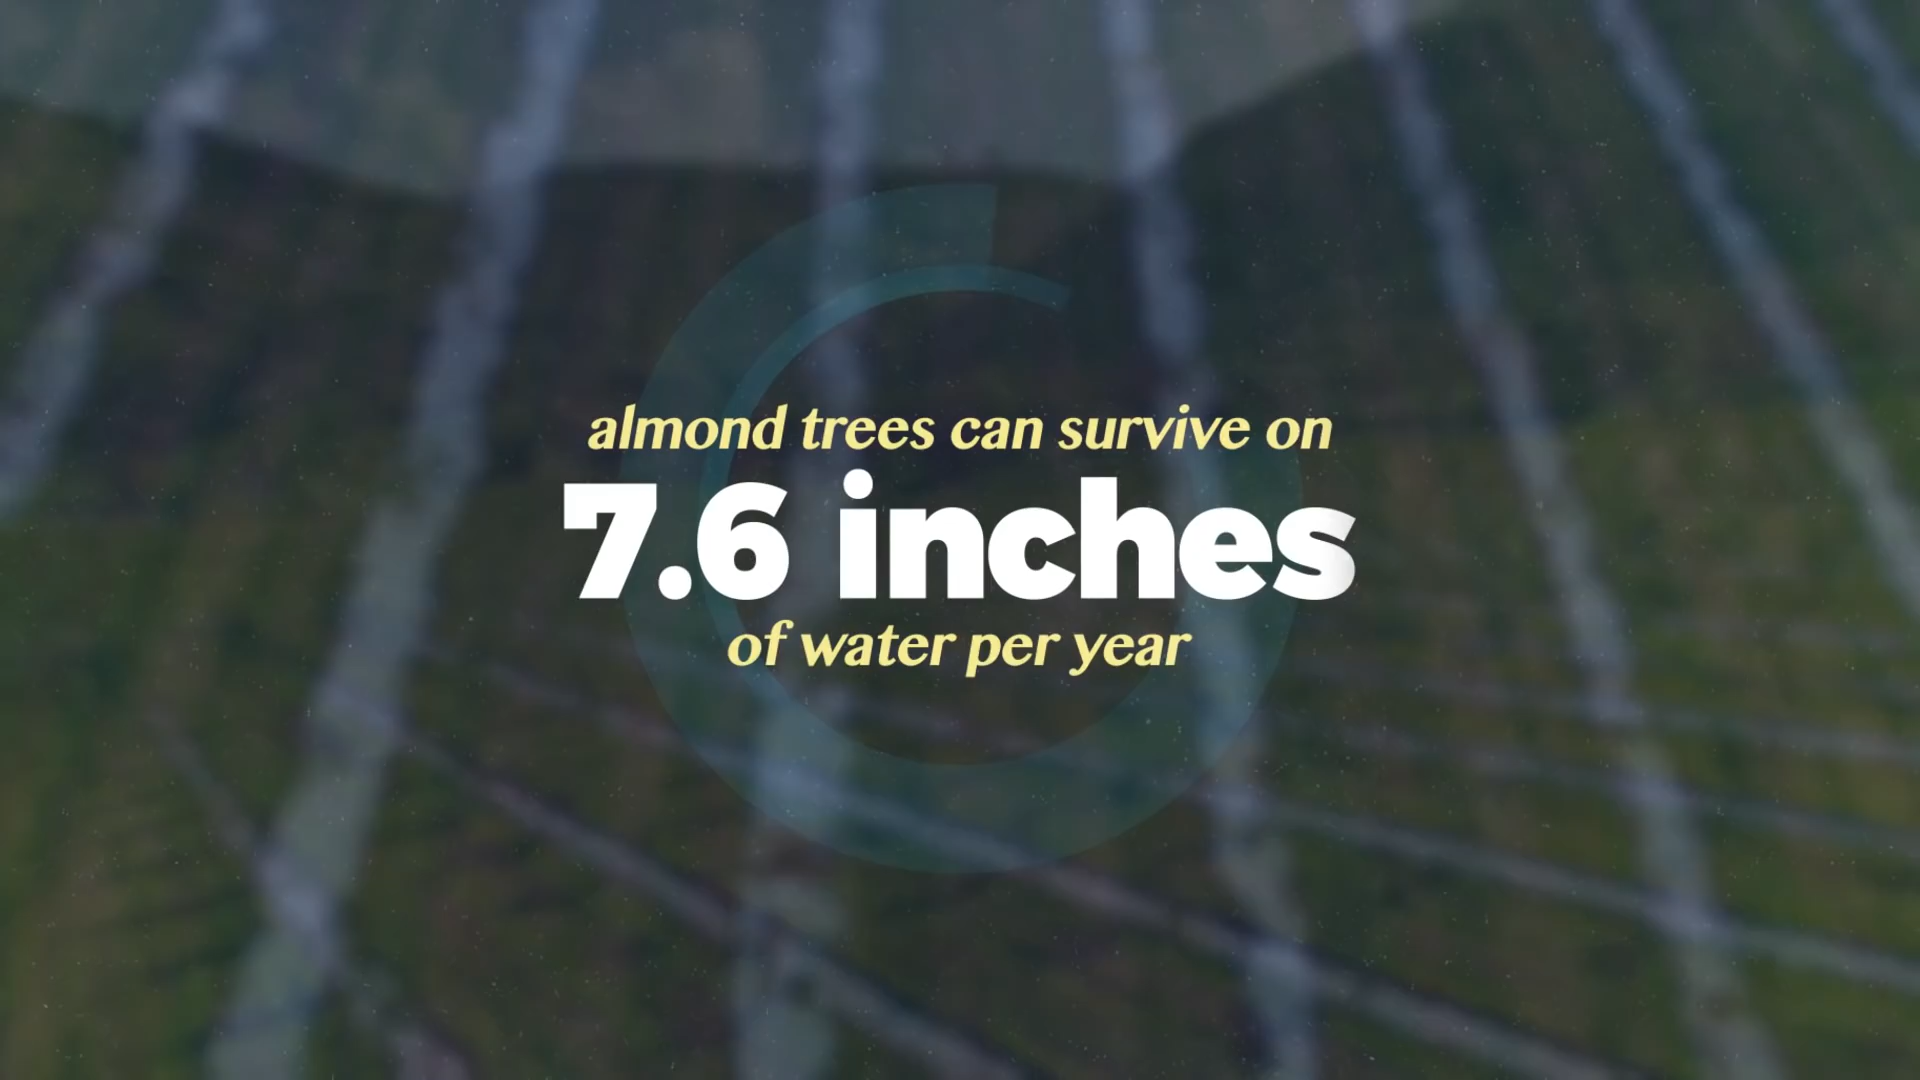 almond trees can survive on
7.6 inches
of water per year